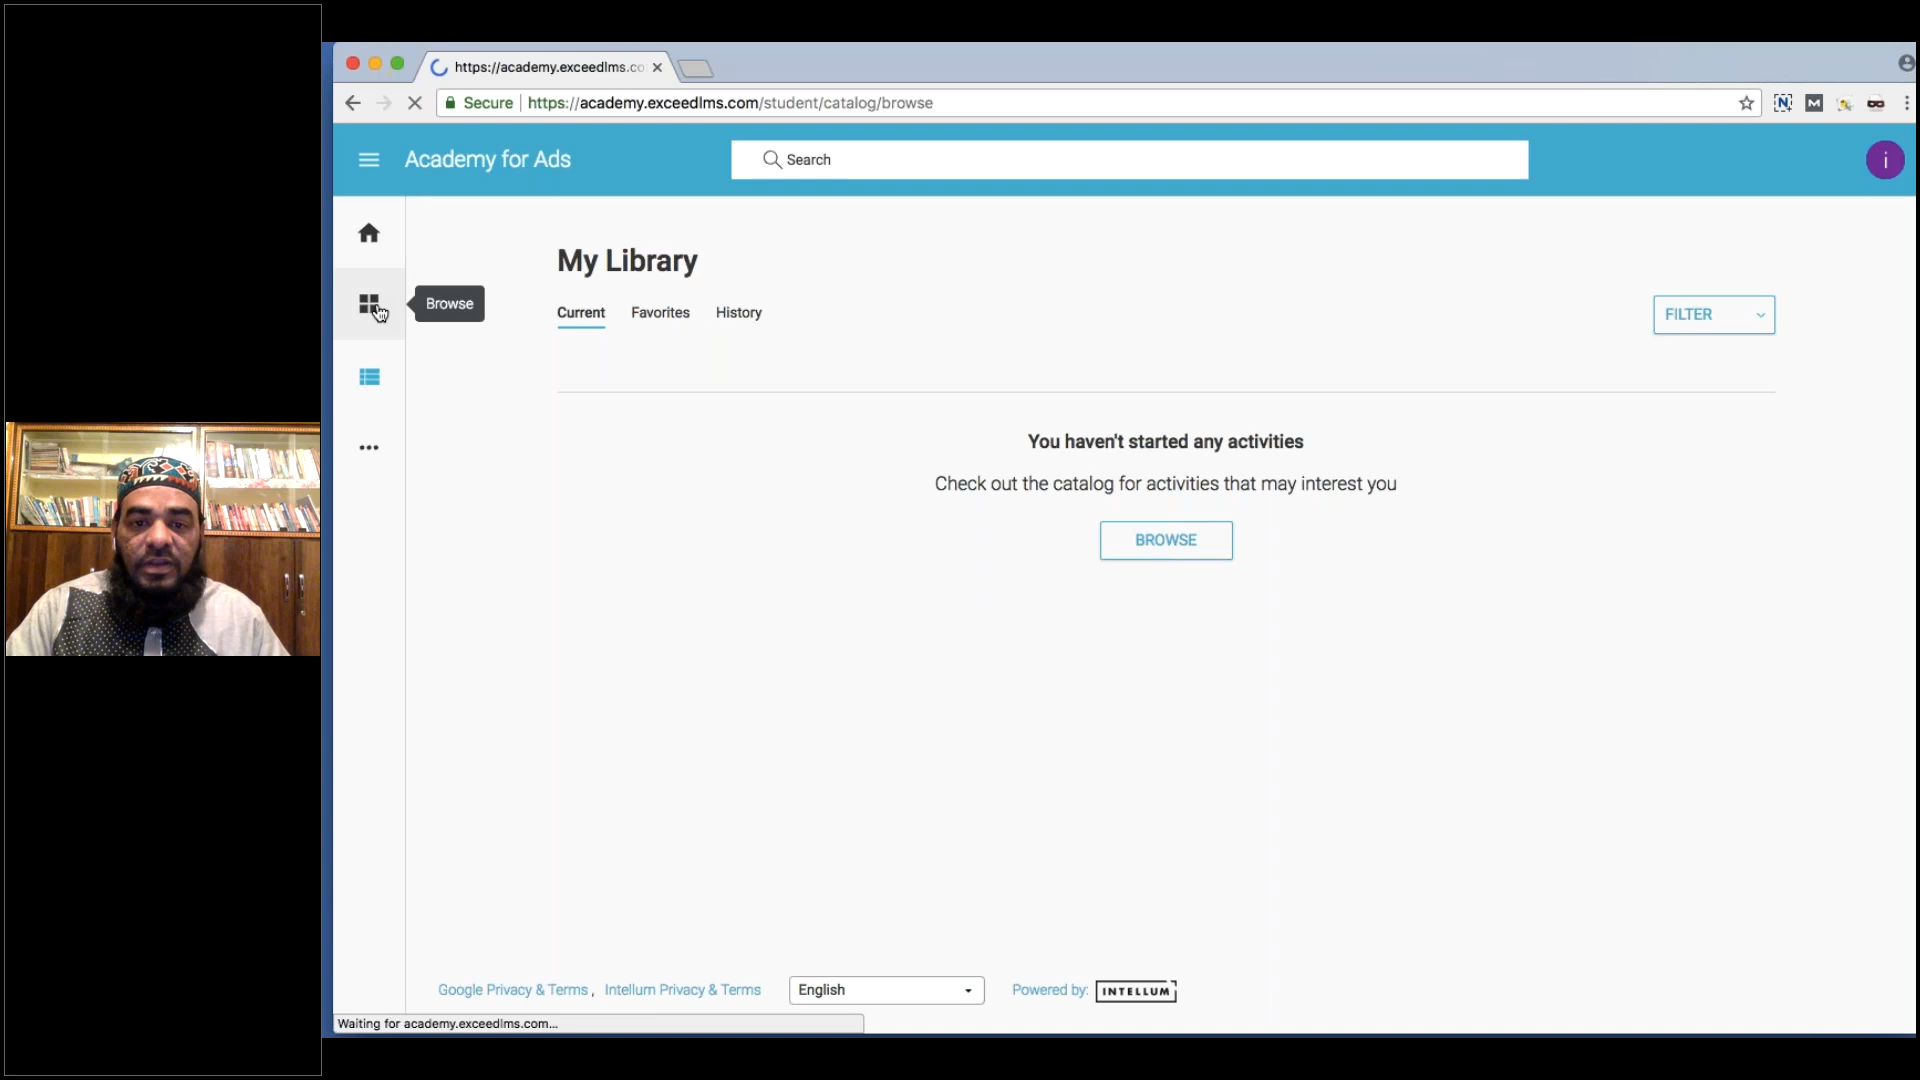 https://academy.exceedlms.co
Secure https://academy.exceedlms.com/student/catalog/browse
Academy for Ads
Search
i
My Library
Browse
Current Favorites History
FILTER
You haven't started any activities
Check out the catalog for activities that may interest you
BROWSE
Google Privacy & Terms , Intellum Privacy & Terms
English
Powered by: INTELLUM
Waiting for academy.exceedlms.com...